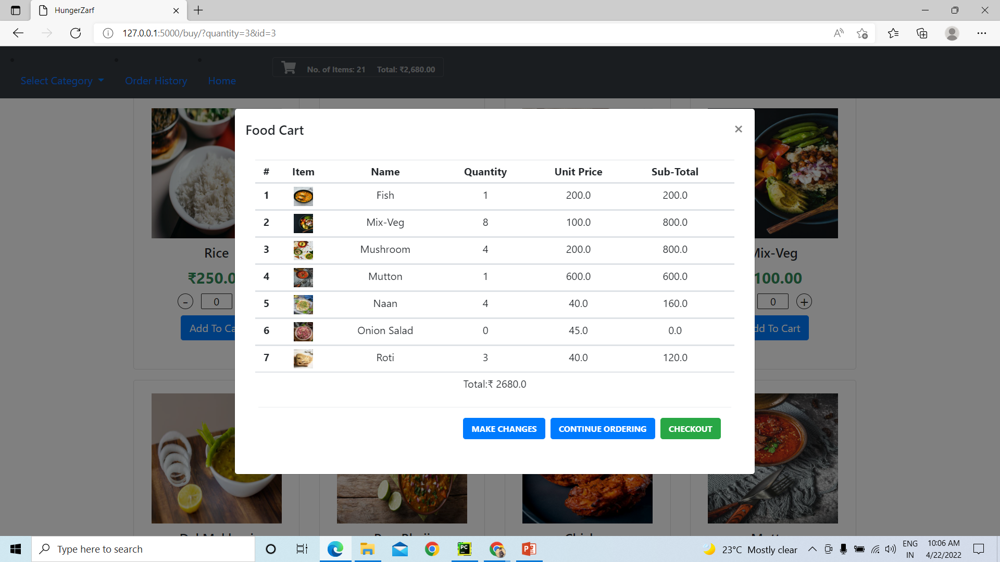 HungerZarf
127.0.0.1:5000/buy/?quantity=3&id=3
No. of Items: 21 Total: ₹2,680.00
Select Category Order History Home
Food Cart
# Item Name Quantity Unit Price Sub-Total
1 Fish 1 200.0 200.0
2 Mix-Veg 8 100.0 800.0
3 Mushroom 4 200.0 800.0
4 Mutton 1 600.0 600.0
5 Naan 4 40.0 160.0
6 Onion Salad 0 45.0 0.0
7 Roti 3 40.0 120.0
Total:₹ 2680.0
MAKE CHANGES CONTINUE ORDERING CHECKOUT
Rice
₹250.0
- 0
Add To Ca
Mix-Veg
100.00
0 +
dd To Cart
Type here to search
PC
23°C Mostly clear
ENG
IN
10:06 AM
4/22/2022